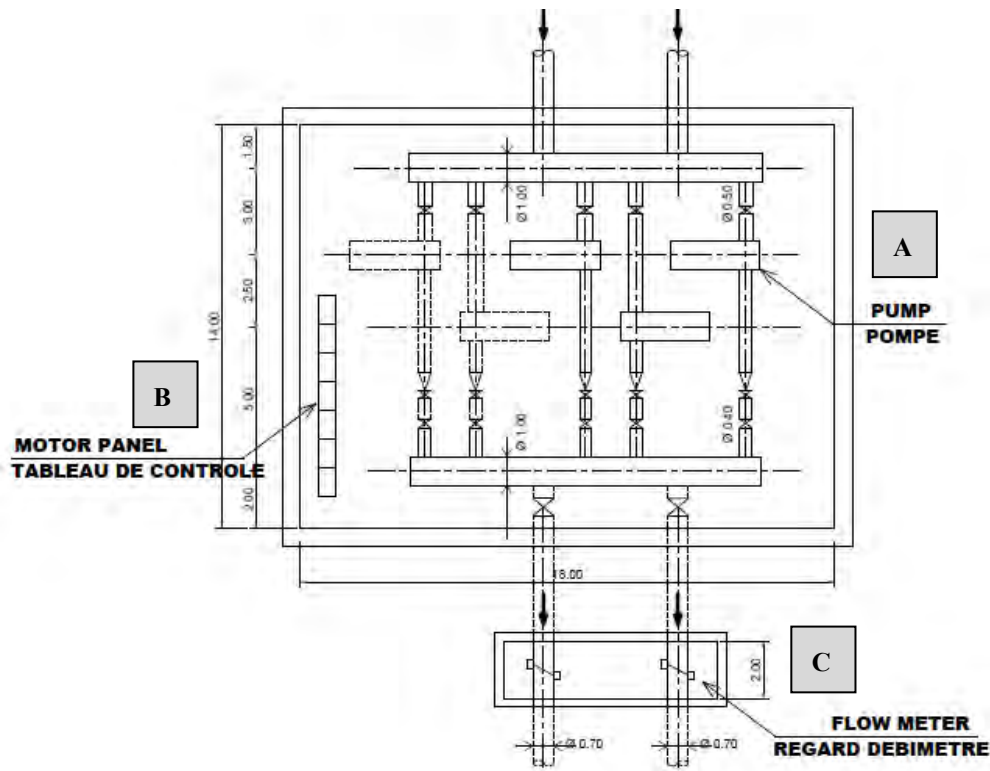 1.50
Ø 1.00
Ø 0.50
3.00
A
PUMP
POMPE
2.50
14.00
B
5.00
MOTOR PANEL
TABLEAU DE CONTROLE
Ø 1.00
Ø 0.40
2.00
18.00
C
2.00
FLOW METER
REGARD DEBIMETRE
Ø 0.70
Ø 0.70